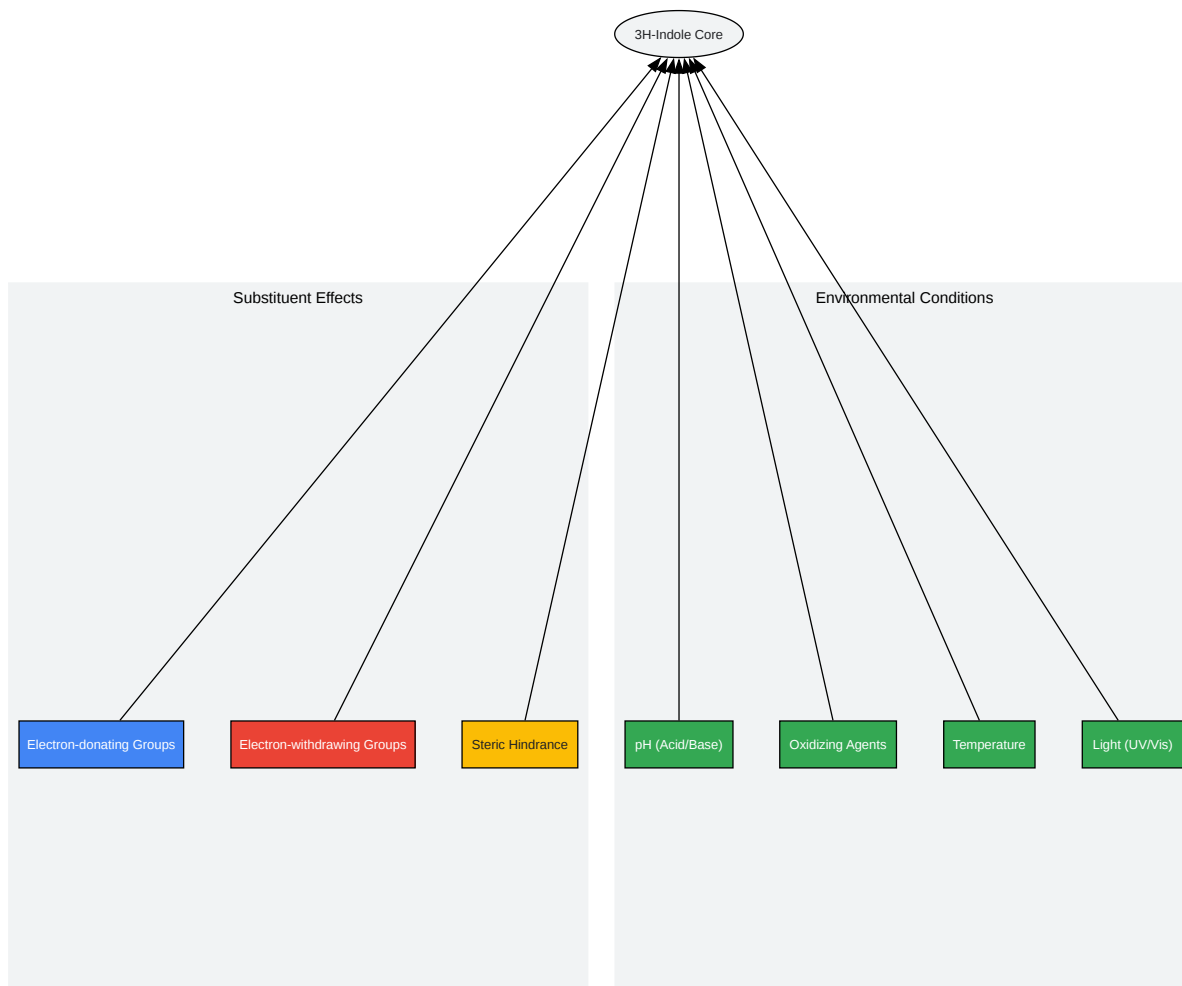 3H-Indole Core
Substituent Effects
Environmental Conditions
Electron-donating Groups
Electron-withdrawing Groups
Steric Hindrance
pH (Acid/Base)
Oxidizing Agents
Temperature
Light (UV/Vis)